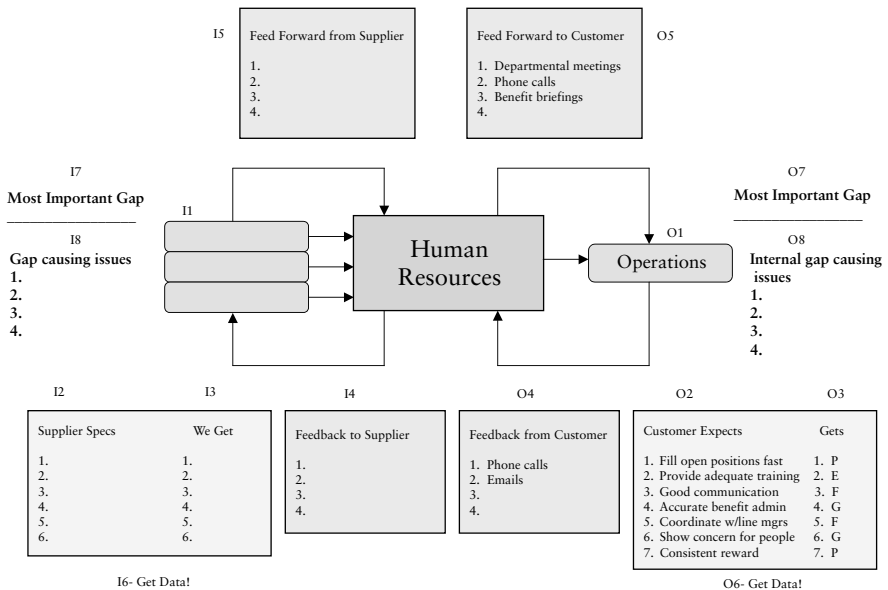 I5
Feed Forward from Supplier
1.
2.
3.
4.
Feed Forward to Customer
1. Departmental meetings
2. Phone calls
3. Benefit briefings
4.
O5
I7
Most Important Gap
I8
Gap causing issues
1.
2.
3.
4.
I1
Human
Resources
O1
Operations
O7
Most Important Gap
O8
Internal gap causing
issues
1.
2.
3.
4.
I2
I3
Supplier Specs We Get
1. 1.
2. 2.
3. 3.
4. 4.
5. 5.
6. 6.
I6- Get Data!
I4
Feedback to Supplier
1.
2.
3.
4.
O4
Feedback from Customer
1. Phone calls
2. Emails
3.
4.
O2
O3
Customer Expects Gets
1. Fill open positions fast 1. P
2. Provide adequate training 2. E
3. Good communication 3. F
4. Accurate benefit admin 4. G
5. Coordinate w/line mgrs 5. F
6. Show concern for people 6. G
7. Consistent reward 7. P
O6- Get Data!